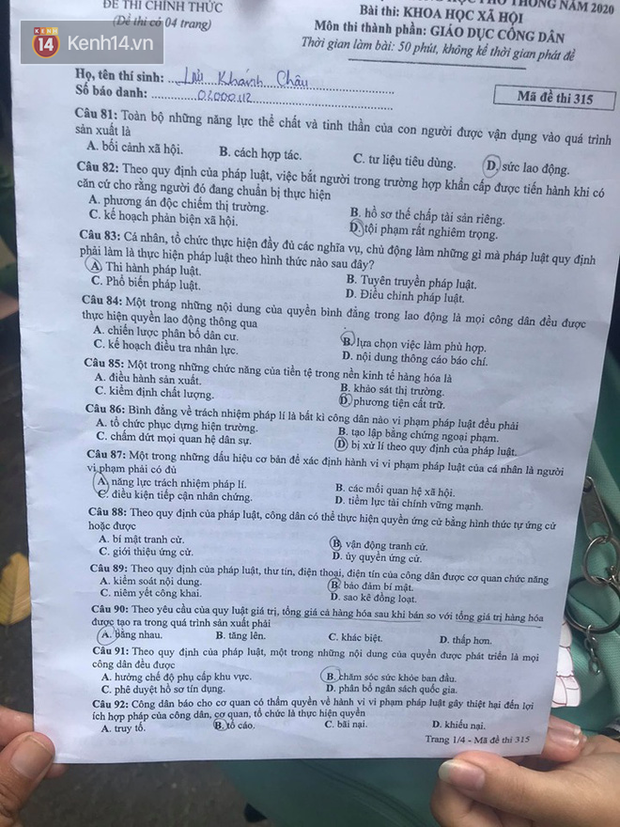 ĐỀ THI CHÍNH THỨC
(Đề thi có 04 trang)
14 Kenh14.vn
THÔNG NĂM 2020
Bài thi: KHOA HỌC XÃ HỘI
Môn thi thành phần: GIÁO DỤC CÔNG DÂN
Thời gian làm bài: 50 phút, không kể thời gian phát đề
Họ, tên thí sinh: Khánh Châu
Số báo danh:
Mã đề thi 315
Câu 81: Toàn bộ những năng lực thể chất và tinh thần của con người được vận dụng vào quá trình
sản xuất là
A. bối cảnh xã hội. B. cách hợp tác. C. tư liệu tiêu dùng. D. sức lao động.
Câu 82: Theo quy định của pháp luật, việc bắt người trong trường hợp khẩn cấp được tiến hành khi có
căn cứ cho rằng người đó đang chuẩn bị thực hiện
A. phương án độc chiếm thị trường. B. hồ sơ thế chấp tài sản riêng.
C. kế hoạch phản biện xã hội. D. tội phạm rất nghiêm trọng.
Câu 83: Cá nhân, tổ chức thực hiện đầy đủ các nghĩa vụ, chủ động làm những gì mà pháp luật quy định
phải làm là thực hiện pháp luật theo hình thức nào sau đây?
A. Thi hành pháp luật. B. Tuyên truyền pháp luật.
C. Phổ biến pháp luật. D. Điều chỉnh pháp luật.
Câu 84: Một trong những nội dung của quyền bình đẳng trong lao động là mọi công dân đều được
thực hiện quyền lao động thông qua
A. chiến lược phân bố dân cư. B. lựa chọn việc làm phù hợp.
C. kế hoạch điều tra nhân lực. D. nội dung thông cáo báo chí.
Câu 85: Một trong những chức năng của tiền tệ trong nền kinh tế hàng hóa là
A. điều hành sản xuất. B. khảo sát thị trường.
C. kiểm định chất lượng. D. phương tiện cất trữ.
Câu 86: Bình đẳng về trách nhiệm pháp lí là bất kì công dân nào vi phạm pháp luật đều phải
A. tổ chức phục dựng hiện trường. B. tạo lập bằng chứng ngoại phạm.
C. chấm dứt mọi quan hệ dân sự. D. bị xử lí theo quy định của pháp luật.
Câu 87: Một trong những dấu hiệu cơ bản để xác định hành vi vi phạm pháp luật của cá nhân là người
vi phạm phải có đủ
A. năng lực trách nhiệm pháp lí. B. các mối quan hệ xã hội.
C. điều kiện tiếp cận nhân chứng. D. tiềm lực tài chính vững mạnh.
Câu 88: Theo quy định của pháp luật, công dân có thể thực hiện quyền ứng cử bằng hình thức tự ứng cử
hoặc được
A. bí mật tranh cử. B. vận động tranh cử.
C. giới thiệu ứng cử. D. ủy quyền ứng cử.
Câu 89: Theo quy định của pháp luật, thư tín, điện thoại, điện tín của công dân được cơ quan chức năng
A. kiểm soát nội dung. B. bảo đảm bí mật.
C. niêm yết công khai. D. sao kê đồng loạt.
Câu 90: Theo yêu cầu của quy luật giá trị, tổng giá cả hàng hóa sau khi bán so với tổng giá trị hàng hóa
được tạo ra trong quá trình sản xuất phải
A. bằng nhau. B. tăng lên. C. khác biệt. D. thấp hơn.
Câu 91: Theo quy định của pháp luật, một trong những nội dung của quyền được phát triển là mọi
công dân đều được
A. hưởng chế độ phụ cấp khu vực. B. chăm sóc sức khỏe ban đầu.
C. phê duyệt hồ sơ tín dụng. D. phân bổ ngân sách quốc gia.
Câu 92: Công dân báo cho cơ quan có thẩm quyền về hành vi vi phạm pháp luật gây thiệt hại đến lợi
ích hợp pháp của công dân, cơ quan, tổ chức là thực hiện quyền
A. truy tố. B. tố cáo. C. bãi nại. D. khiếu nại.
Trang 1/4 - Mã đề thi 315